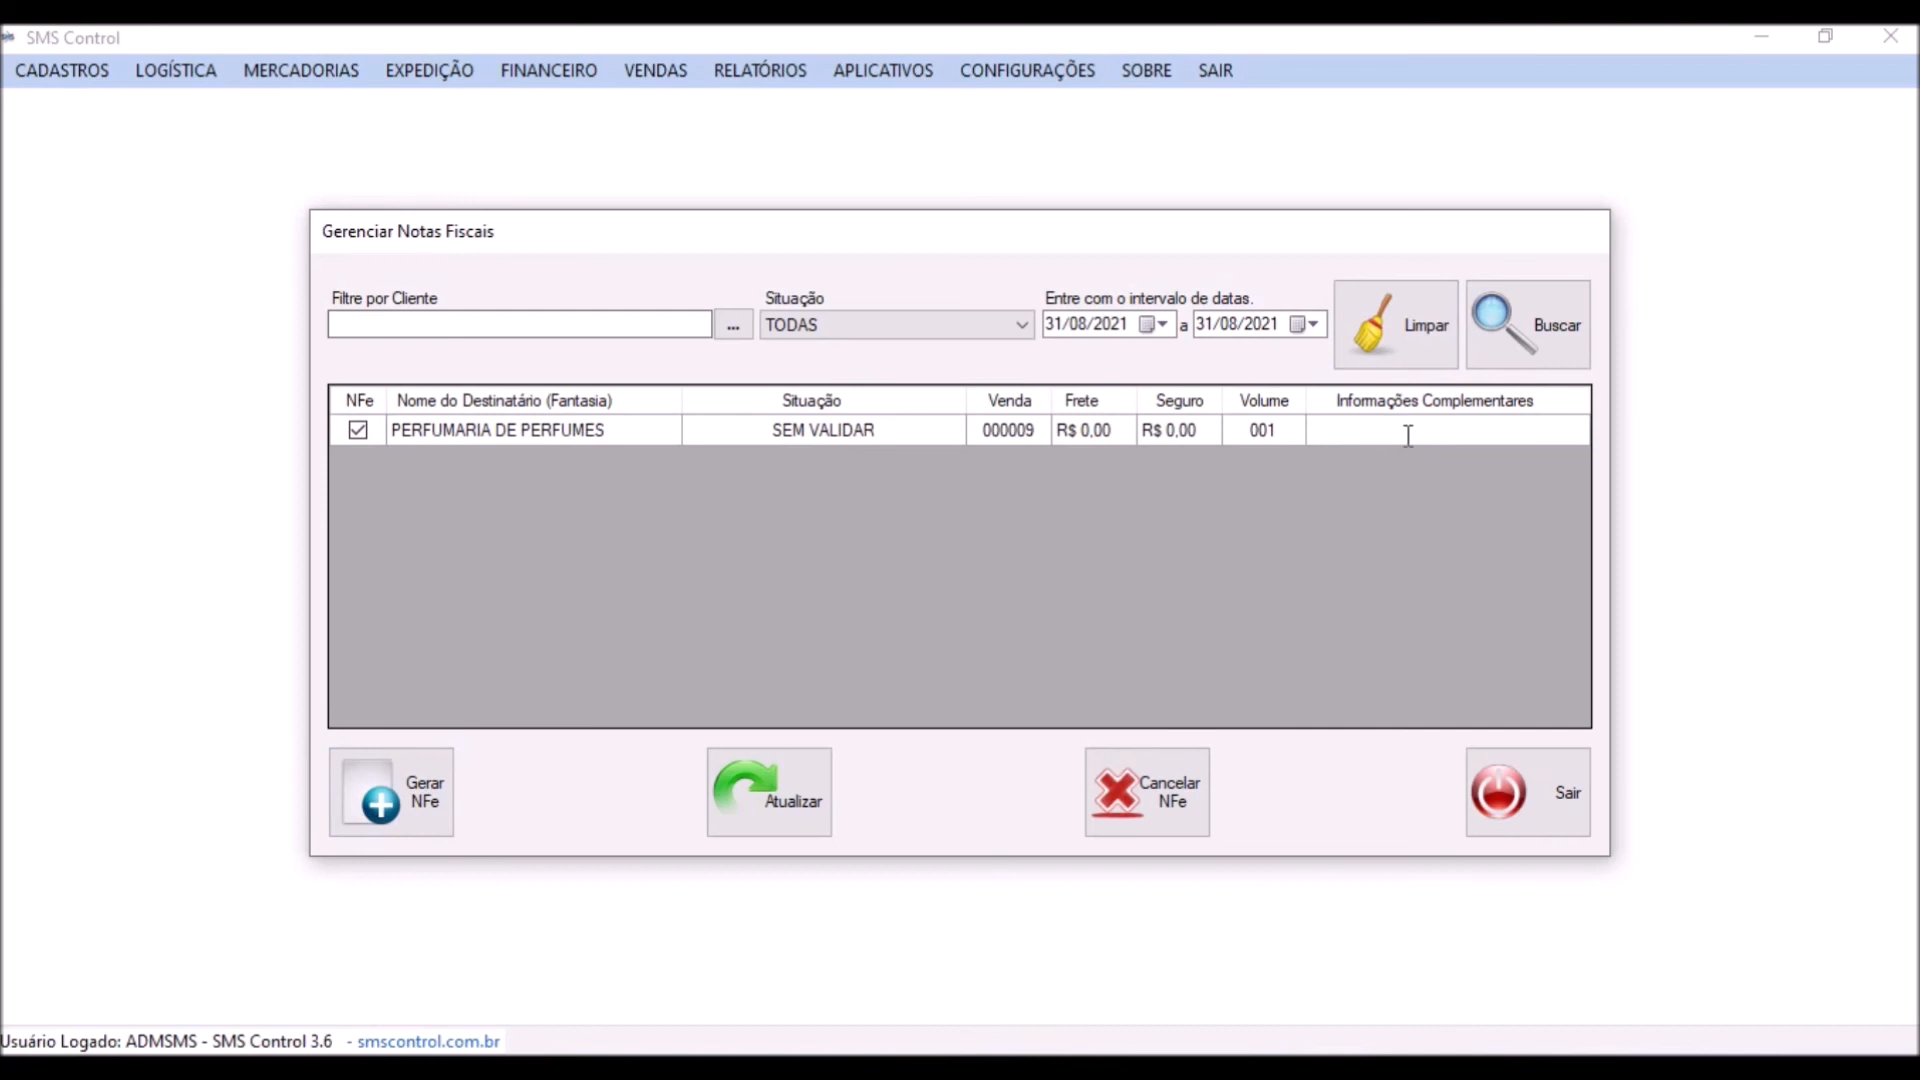 SMS Control
CADASTROS LOGÍSTICA MERCADORIAS EXPEDIÇÃO FINANCEIRO VENDAS RELATÓRIOS APLICATIVOS CONFIGURAÇÕES SOBRE SAIR
Gerenciar Notas Fiscais
Filtre por Cliente Situação Entre com o intervalo de datas.
... TODAS 31/08/2021 a 31/08/2021 Limpar Buscar
NFe Nome do Destinatário (Fantasia) Situação Venda Frete Seguro Volume Informações Complementares
PERFUMARIA DE PERFUMES SEM VALIDAR 000009 R$ 0,00 R$ 0,00 001
Gerar NFe Atualizar Cancelar NFe Sair
Usuário Logado: ADMSMS - SMS Control 3.6 - smscontrol.com.br